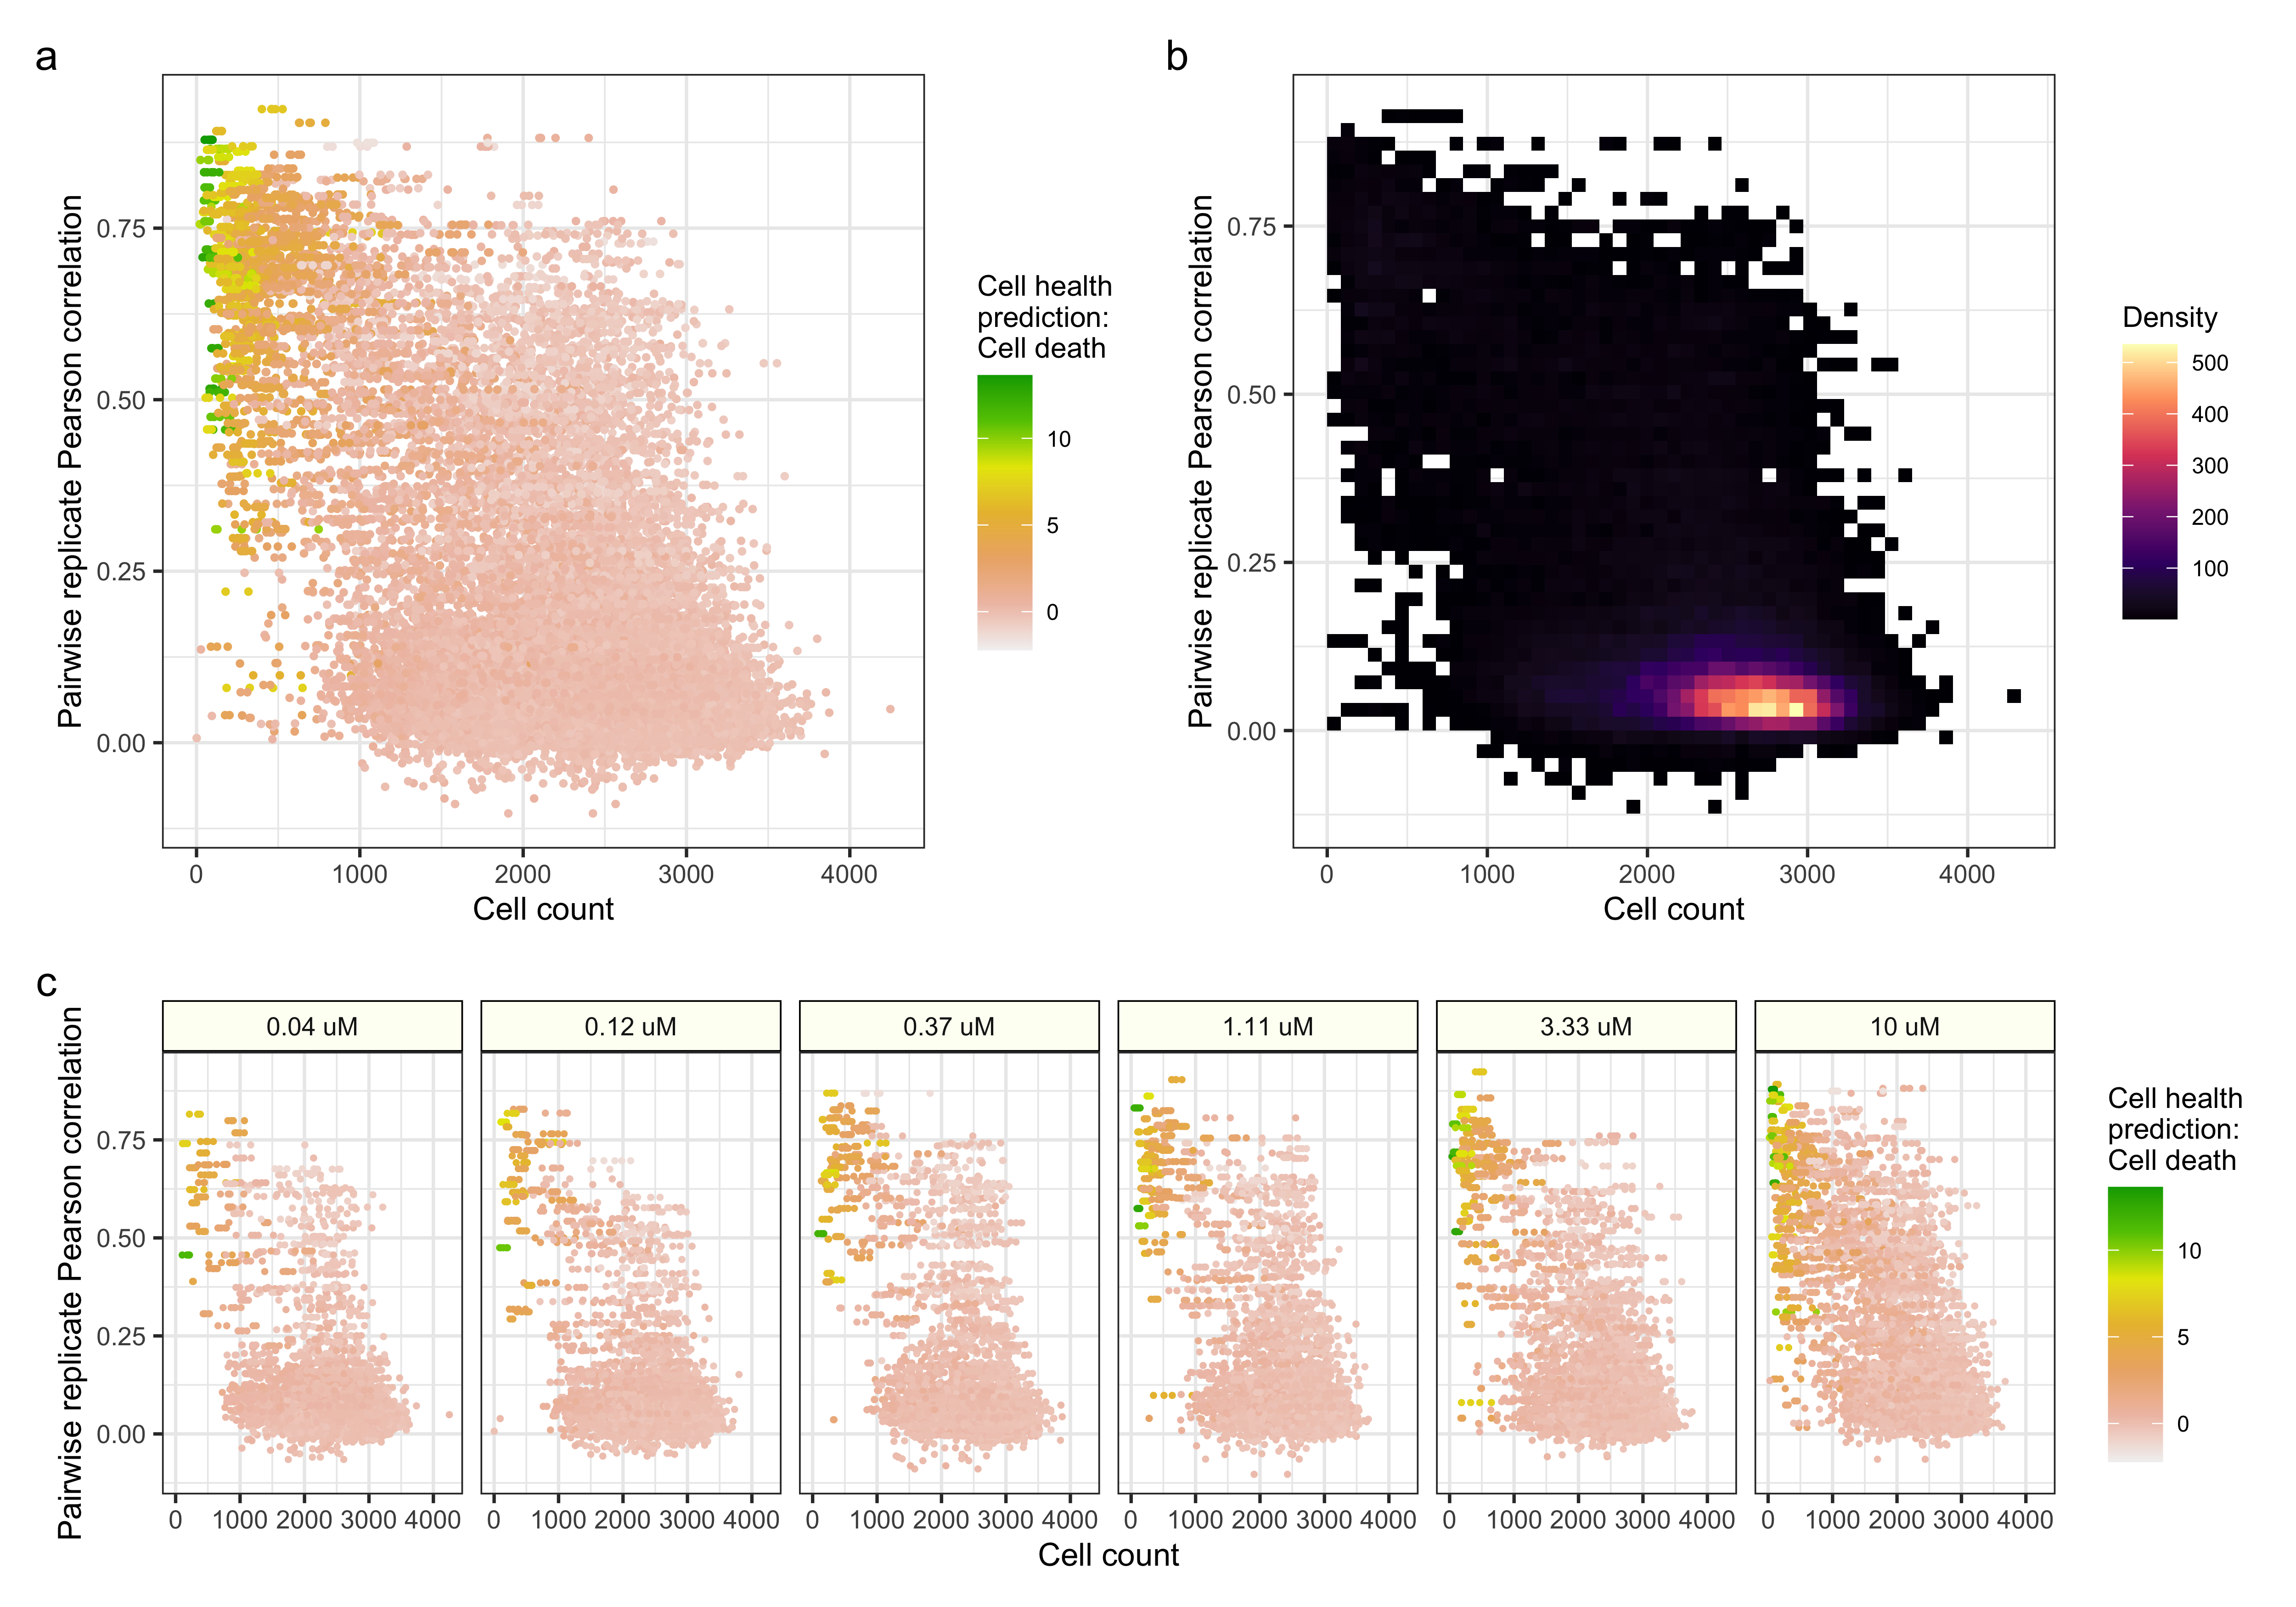 a
Pairwise replicate Pearson correlation
0.75
0.50
0.25
0.00
0 1000 2000 3000 4000
Cell count
Cell health
prediction:
Cell death
10
5
0
b
Pairwise replicate Pearson correlation
0.75
0.50
0.25
0.00
0 1000 2000 3000 4000
Cell count
Density
500
400
300
200
100
c
Pairwise replicate Pearson correlation
0.04 uM 0.12 uM 0.37 uM 1.11 uM 3.33 uM 10 uM
0.75
0.50
0.25
0.00
0 1000 2000 3000 4000 0 1000 2000 3000 4000 0 1000 2000 3000 4000 0 1000 2000 3000 4000 0 1000 2000 3000 4000 0 1000 2000 3000 4000
Cell count
Cell health
prediction:
Cell death
10
5
0